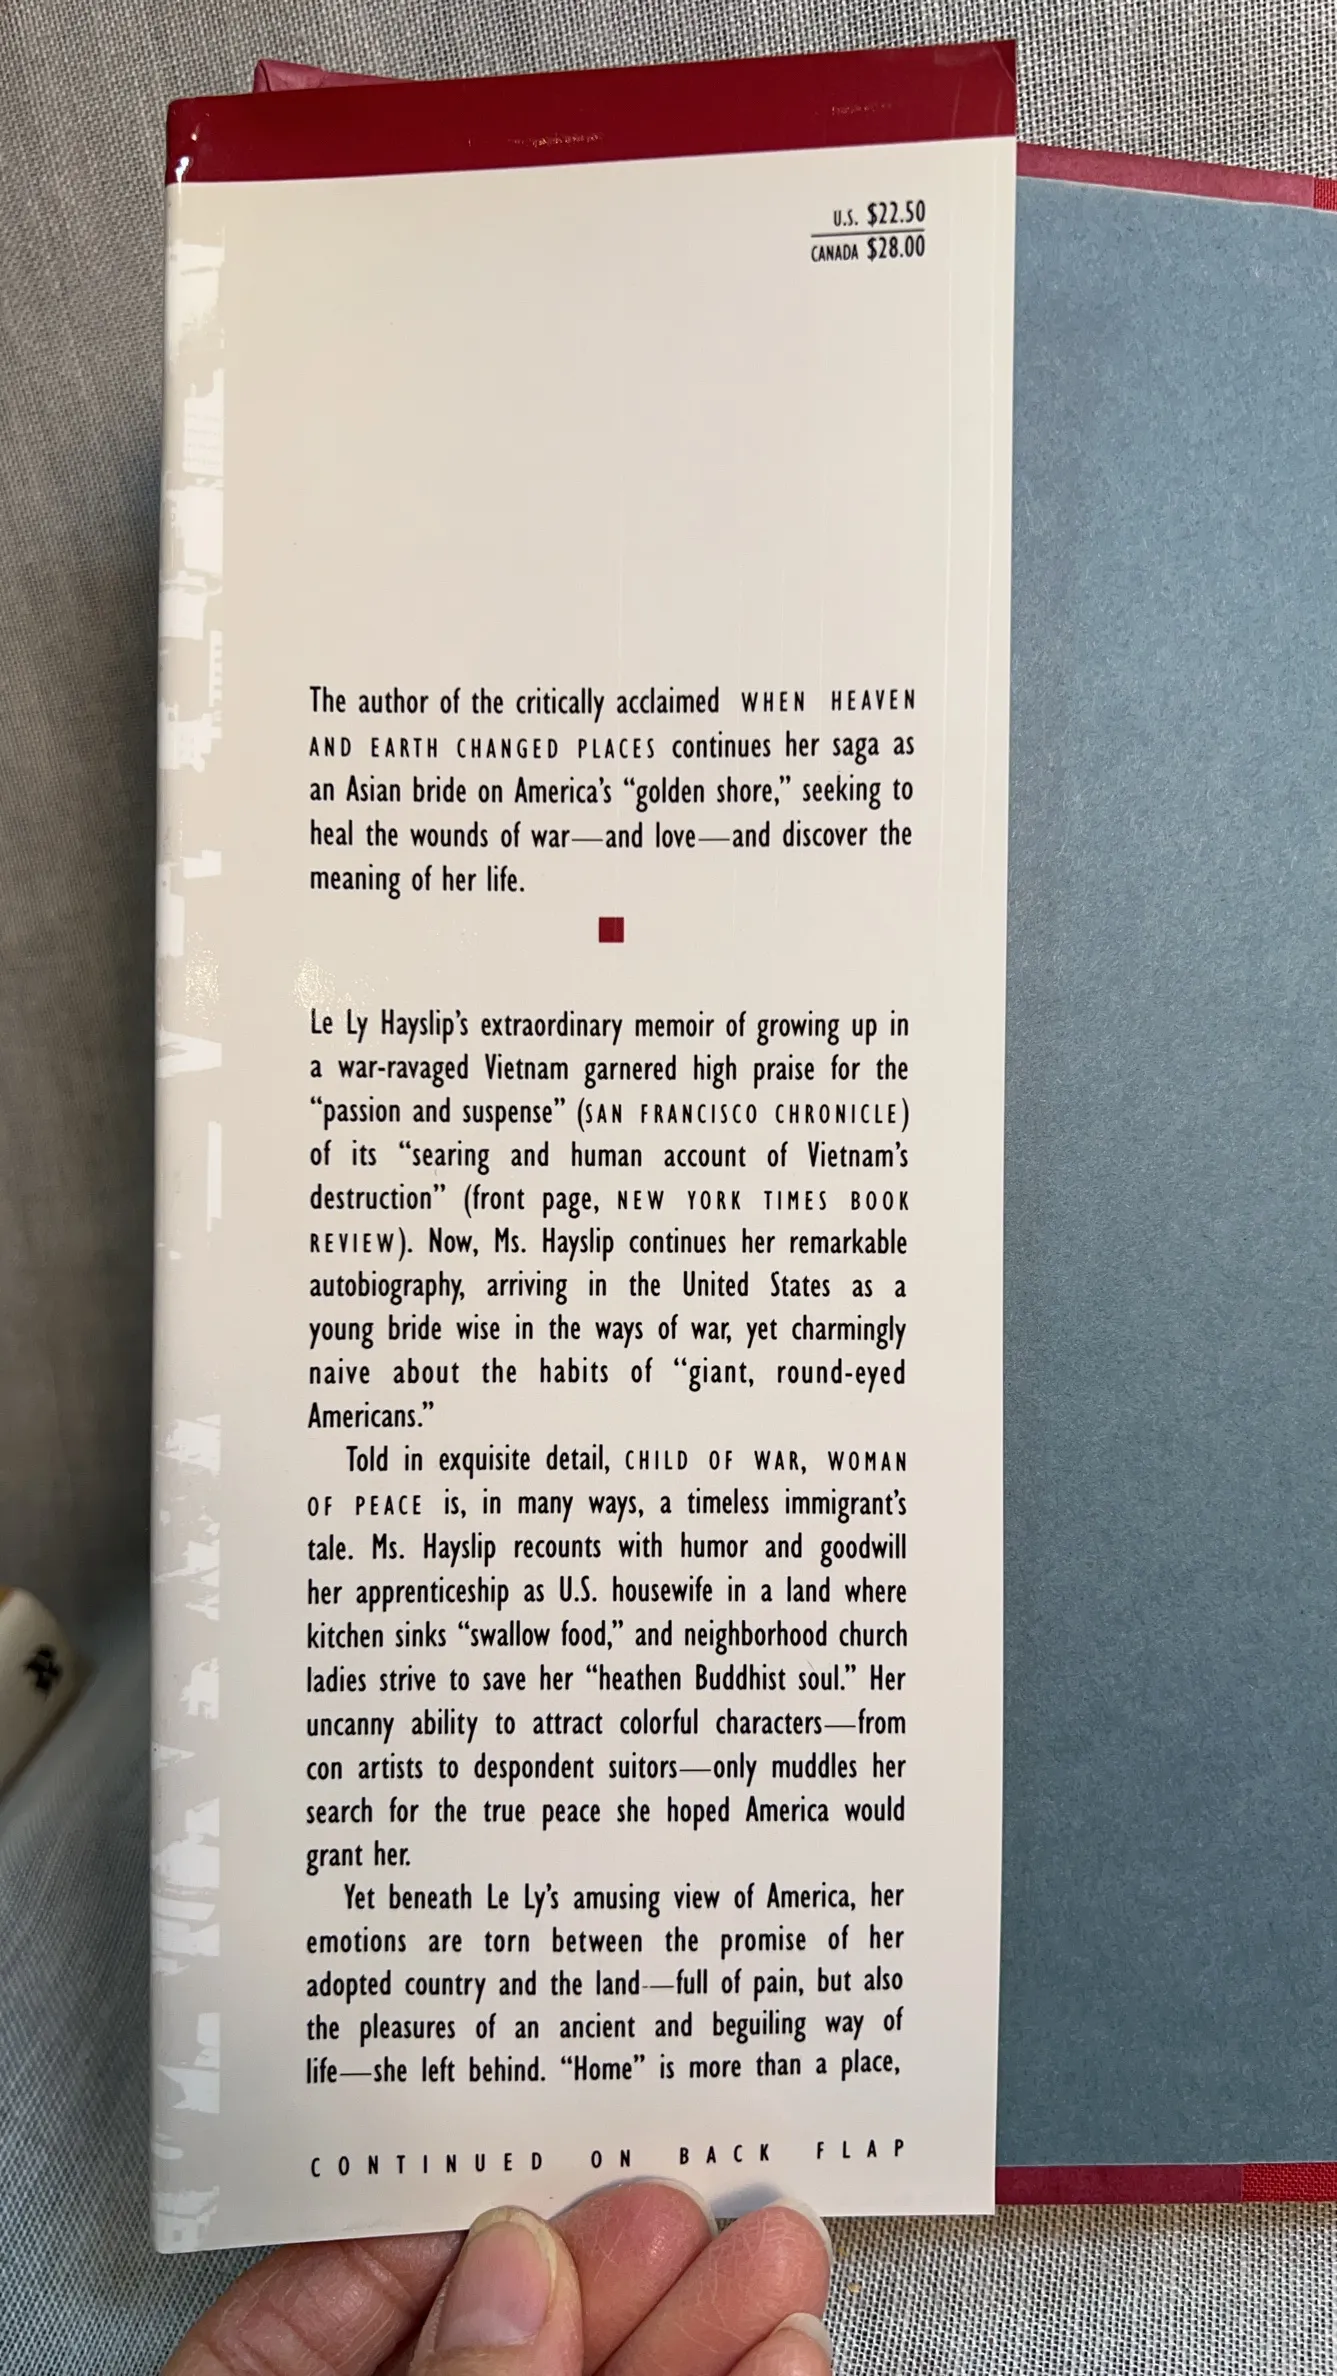 U.S. $22.50
CANADA $28.00
The author of the critically acclaimed WHEN HEAVEN
AND EARTH CHANGED PLACES continues her saga as
an Asian bride on America's “golden shore,” seeking to
heal the wounds of war—and love—and discover the
meaning of her life.
Le Ly Hayslip's extraordinary memoir of growing up in
a war-ravaged Vietnam garnered high praise for the
“passion and suspense” (SAN FRANCISCO CHRONICLE)
of its “searing and human account of Vietnam's
destruction” (front page, NEW YORK TIMES BOOK
REVIEW). Now, Ms. Hayslip continues her remarkable
autobiography, arriving in the United States as a
young bride wise in the ways of war, yet charmingly
naive about the habits of “giant, round-eyed
Americans.”
Told in exquisite detail, CHILD OF WAR, WOMAN
OF PEACE is, in many ways, a timeless immigrant's
tale. Ms. Hayslip recounts with humor and goodwill
her apprenticeship as U.S. housewife in a land where
kitchen sinks “swallow food,” and neighborhood church
ladies strive to save her “heathen Buddhist soul.” Her
uncanny ability to attract colorful characters—from
con artists to despondent suitors—only muddles her
search for the true peace she hoped America would
grant her.
Yet beneath Le Ly's amusing view of America, her
emotions are torn between the promise of her
adopted country and the land—full of pain, but also
the pleasures of an ancient and beguiling way of
life—she left behind. “Home” is more than a place,
CONTINUED ON BACK FLAP